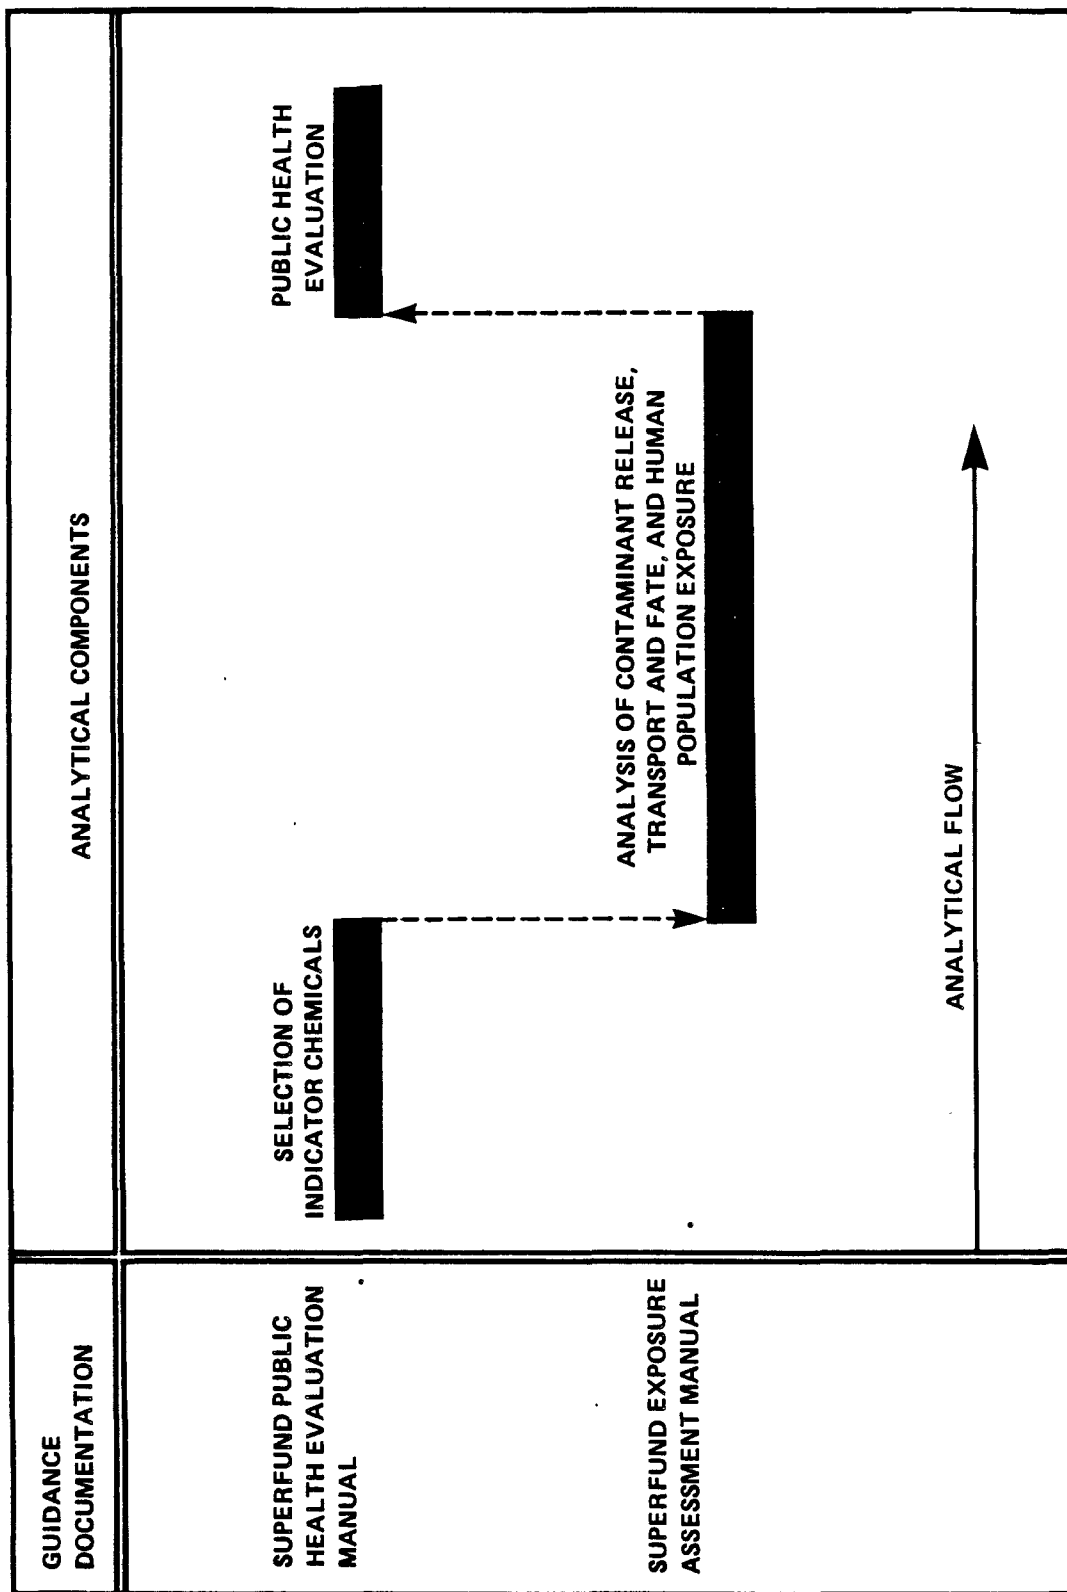 GUIDANCE
DOCUMENTATION
ANALYTICAL COMPONENTS
SUPERFUND PUBLIC
HEALTH EVALUATION
MANUAL
SELECTION OF
INDICATOR CHEMICALS
PUBLIC HEALTH
EVALUATION
SUPERFUND EXPOSURE
ASSESSMENT MANUAL
ANALYSIS OF CONTAMINANT RELEASE,
TRANSPORT AND FATE, AND HUMAN
POPULATION EXPOSURE
ANALYTICAL FLOW